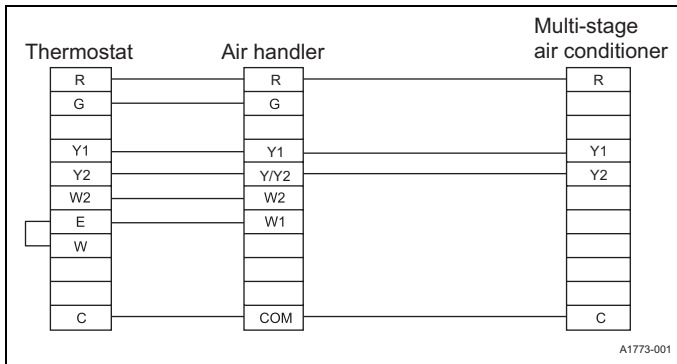 Multi-stage
Thermostat Air handler air conditioner
R R R
G G
Y1 Y1 Y1
Y2 Y/Y2 Y2
W2 W2
E W1
W
C COM C
A1773-001